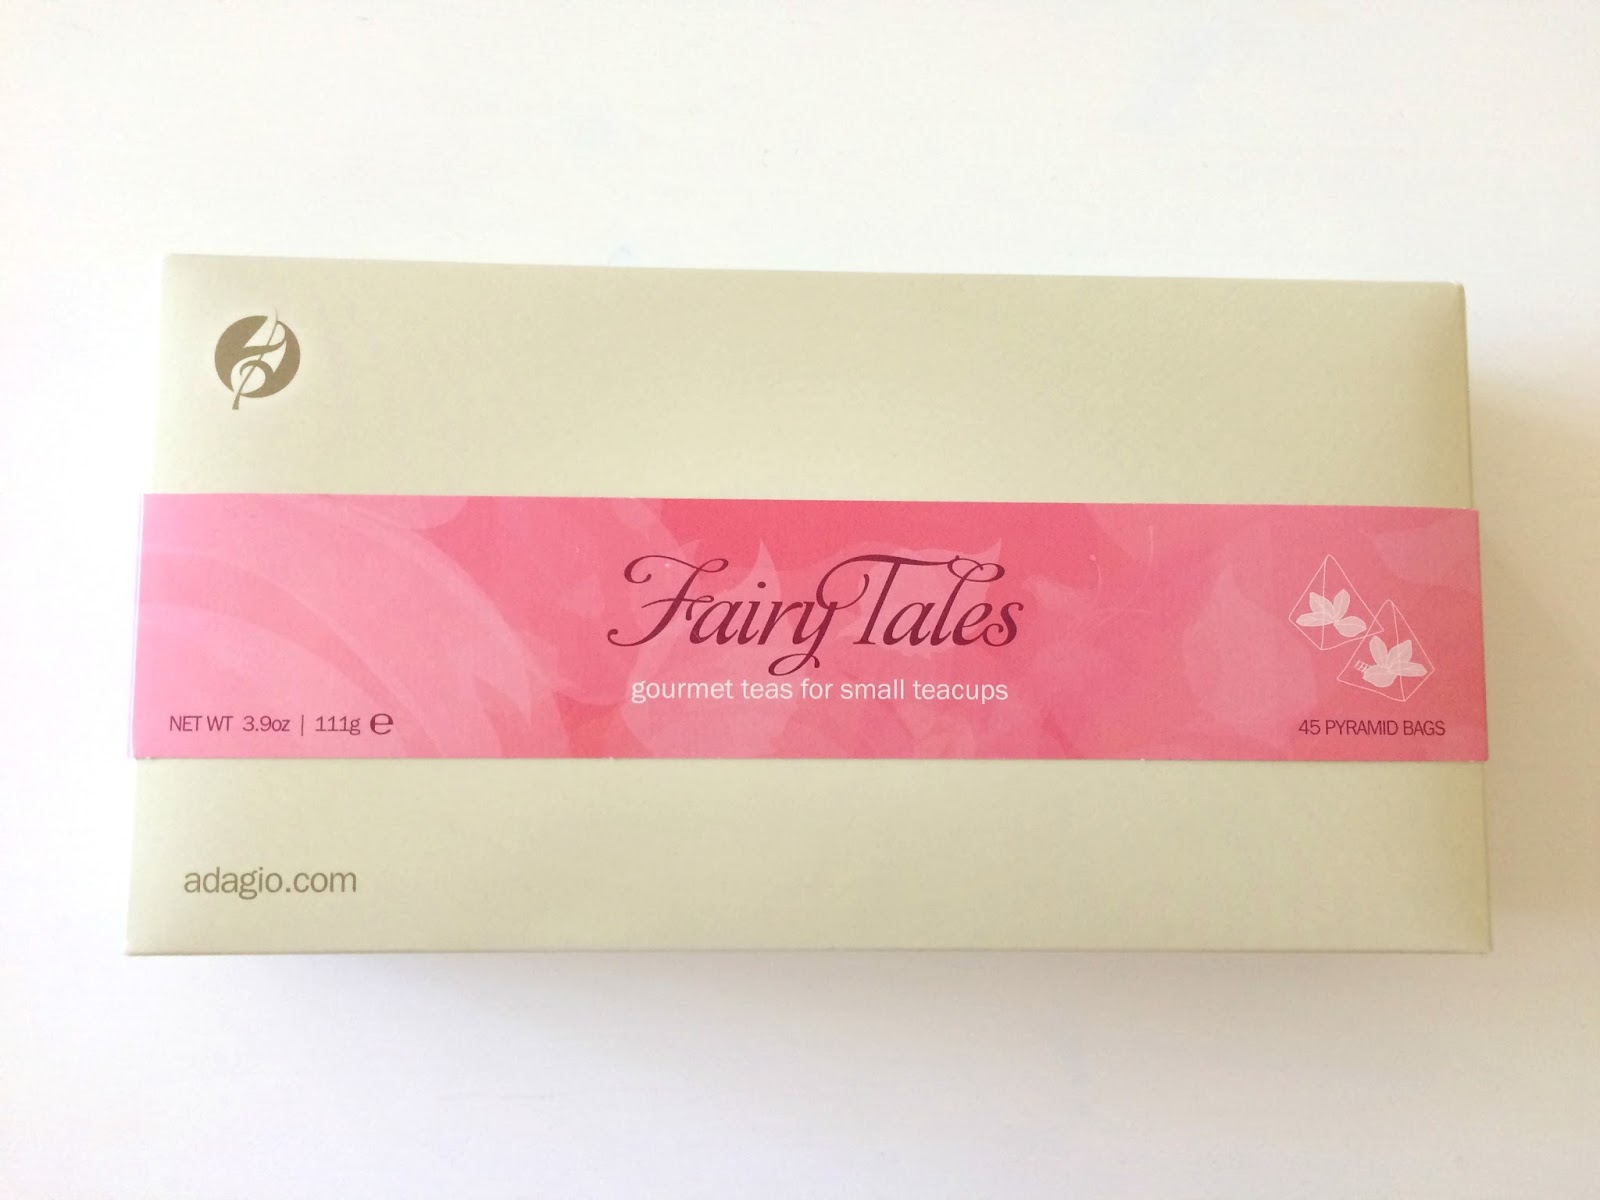 Fairy Tales
gourmet teas for small teacups
NET WT 3.9oz | 111g ℮
45 PYRAMID BAGS
adagio.com